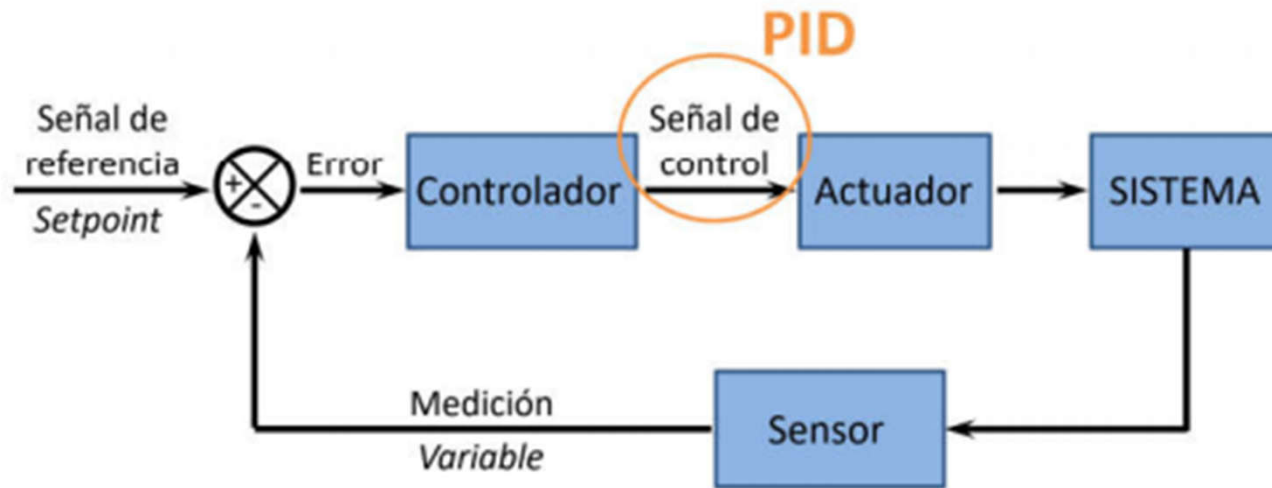 PID
Señal de
referencia
Setpoint
+
-
Error
Controlador
Señal de
control
Actuador
SISTEMA
Medición
Variable
Sensor